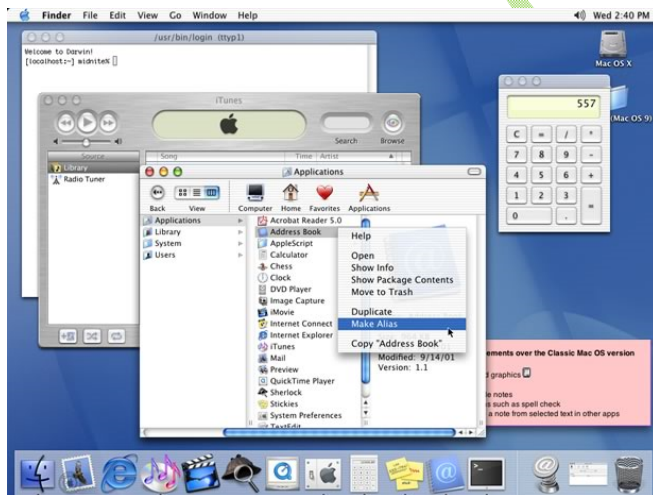 Finder File Edit View Go Window Help
Wed 2:40 PM
/usr/bin/login (ttyp1)
Welcome to Darwin!
[localhost:~] midnite%
Mac OS X
(Mac OS 9)
557
C = / *
7 8 9 -
4 5 6 +
1 2 3 =
0 .
iTunes
Search Browse
Source Song Time Artist
Library
Radio Tuner
Applications
Back View Computer Home Favorites Applications
Applications
Library
System
Users
Acrobat Reader 5.0
Address Book
AppleScript
Calculator
Chess
Clock
DVD Player
Image Capture
iMovie
Internet Connect
Internet Explorer
iTunes
Mail
Preview
QuickTime Player
Sherlock
Stickies
System Preferences
TextEdit
Help
Open
Show Info
Show Package Contents
Move to Trash
Duplicate
Make Alias
Copy "Address Book"
Modified: 9/14/01
Version: 1.1
ements over the Classic Mac OS version
d graphics
le notes
s such as spell check
a note from selected text in other apps